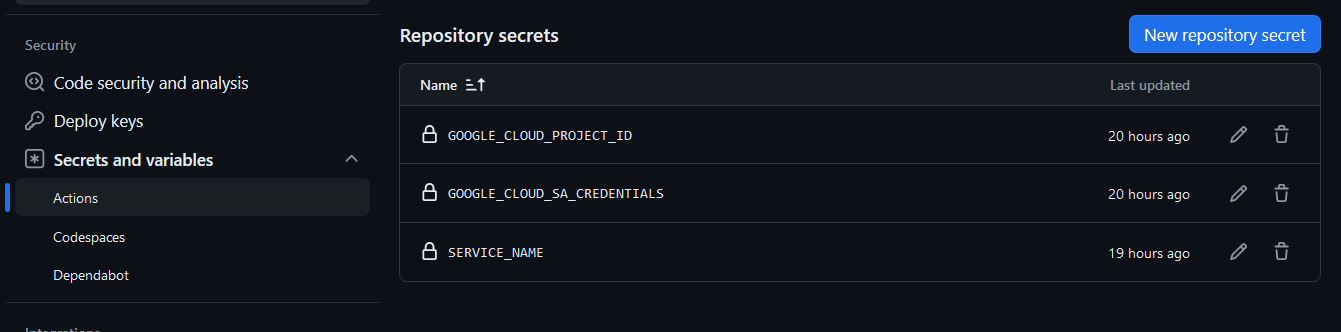 Security
Code security and analysis
Deploy keys
Secrets and variables
Actions
Codespaces
Dependabot
Integrations
Repository secrets
New repository secret
Name Last updated
GOOGLE_CLOUD_PROJECT_ID 20 hours ago
GOOGLE_CLOUD_SA_CREDENTIALS 20 hours ago
SERVICE_NAME 19 hours ago